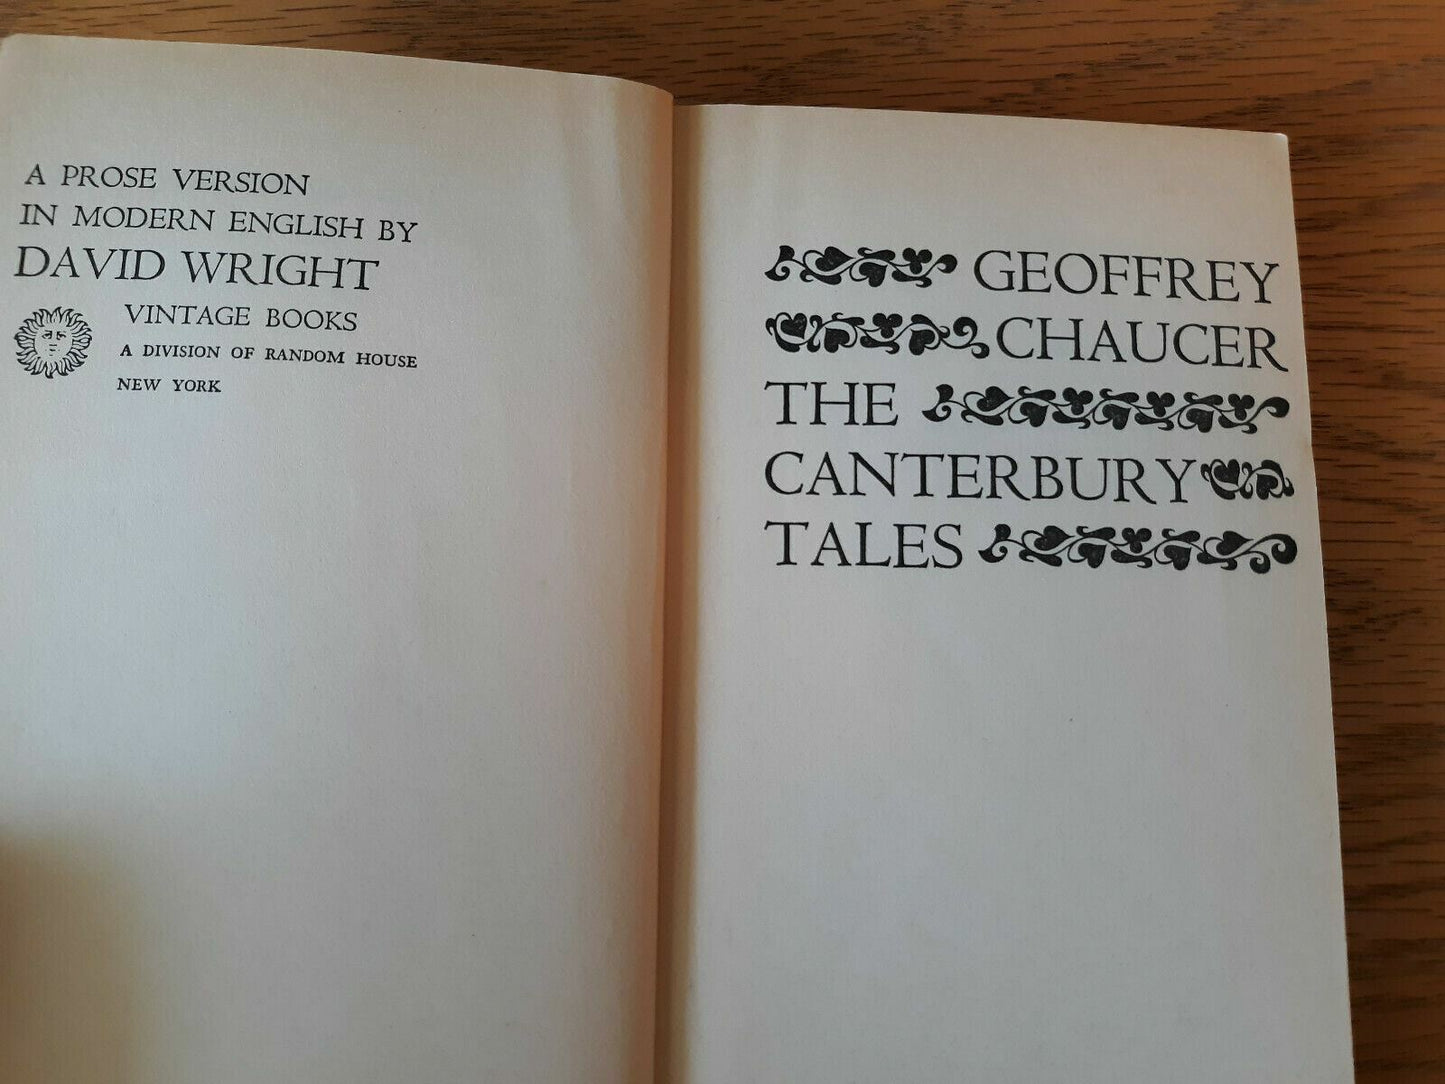 A PROSE VERSION
IN MODERN ENGLISH BY
DAVID WRIGHT
VINTAGE BOOKS
A DIVISION OF RANDOM HOUSE
NEW YORK
GEOFFREY
CHAUCER
THE
CANTERBURY
TALES